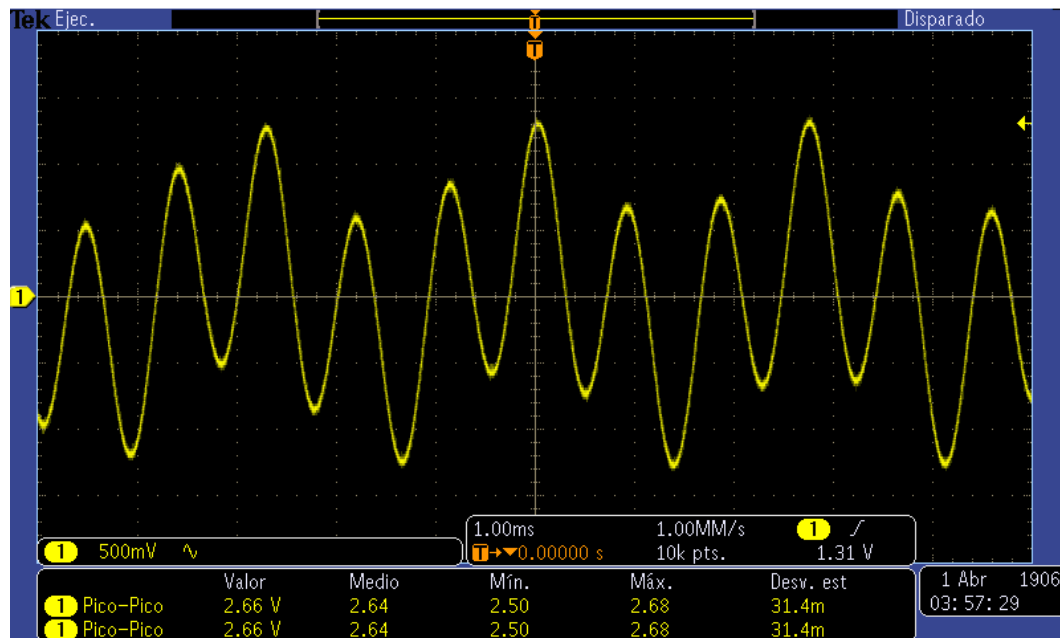 Tek Ejec. Disparado
T
T
1
1 500mV
1.00ms 1.00MM/s 1
T→▼0.00000 s 10k pts. 1.31 V
Valor Medio Mín. Máx. Desv. est
1 Pico-Pico 2.66 V 2.64 2.50 2.68 31.4m
1 Pico-Pico 2.66 V 2.64 2.50 2.68 31.4m
1 Abr 1906
03:57:29